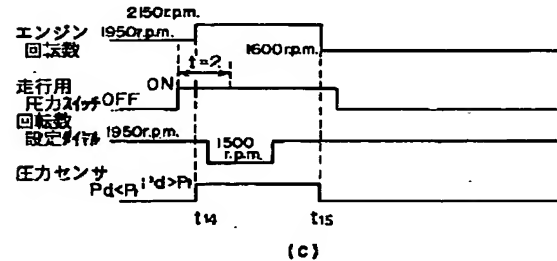 2150r.p.m.
エンジン 1950r.p.m.
回転数 1600r.p.m.
t=2
走行用 ON
圧力スイッチ OFF
回転数 1950r.p.m. 1500
設定ダイヤル r.p.m.
圧力センサ
Pd<P₁ Pd>P₁
t14 t15
(c)